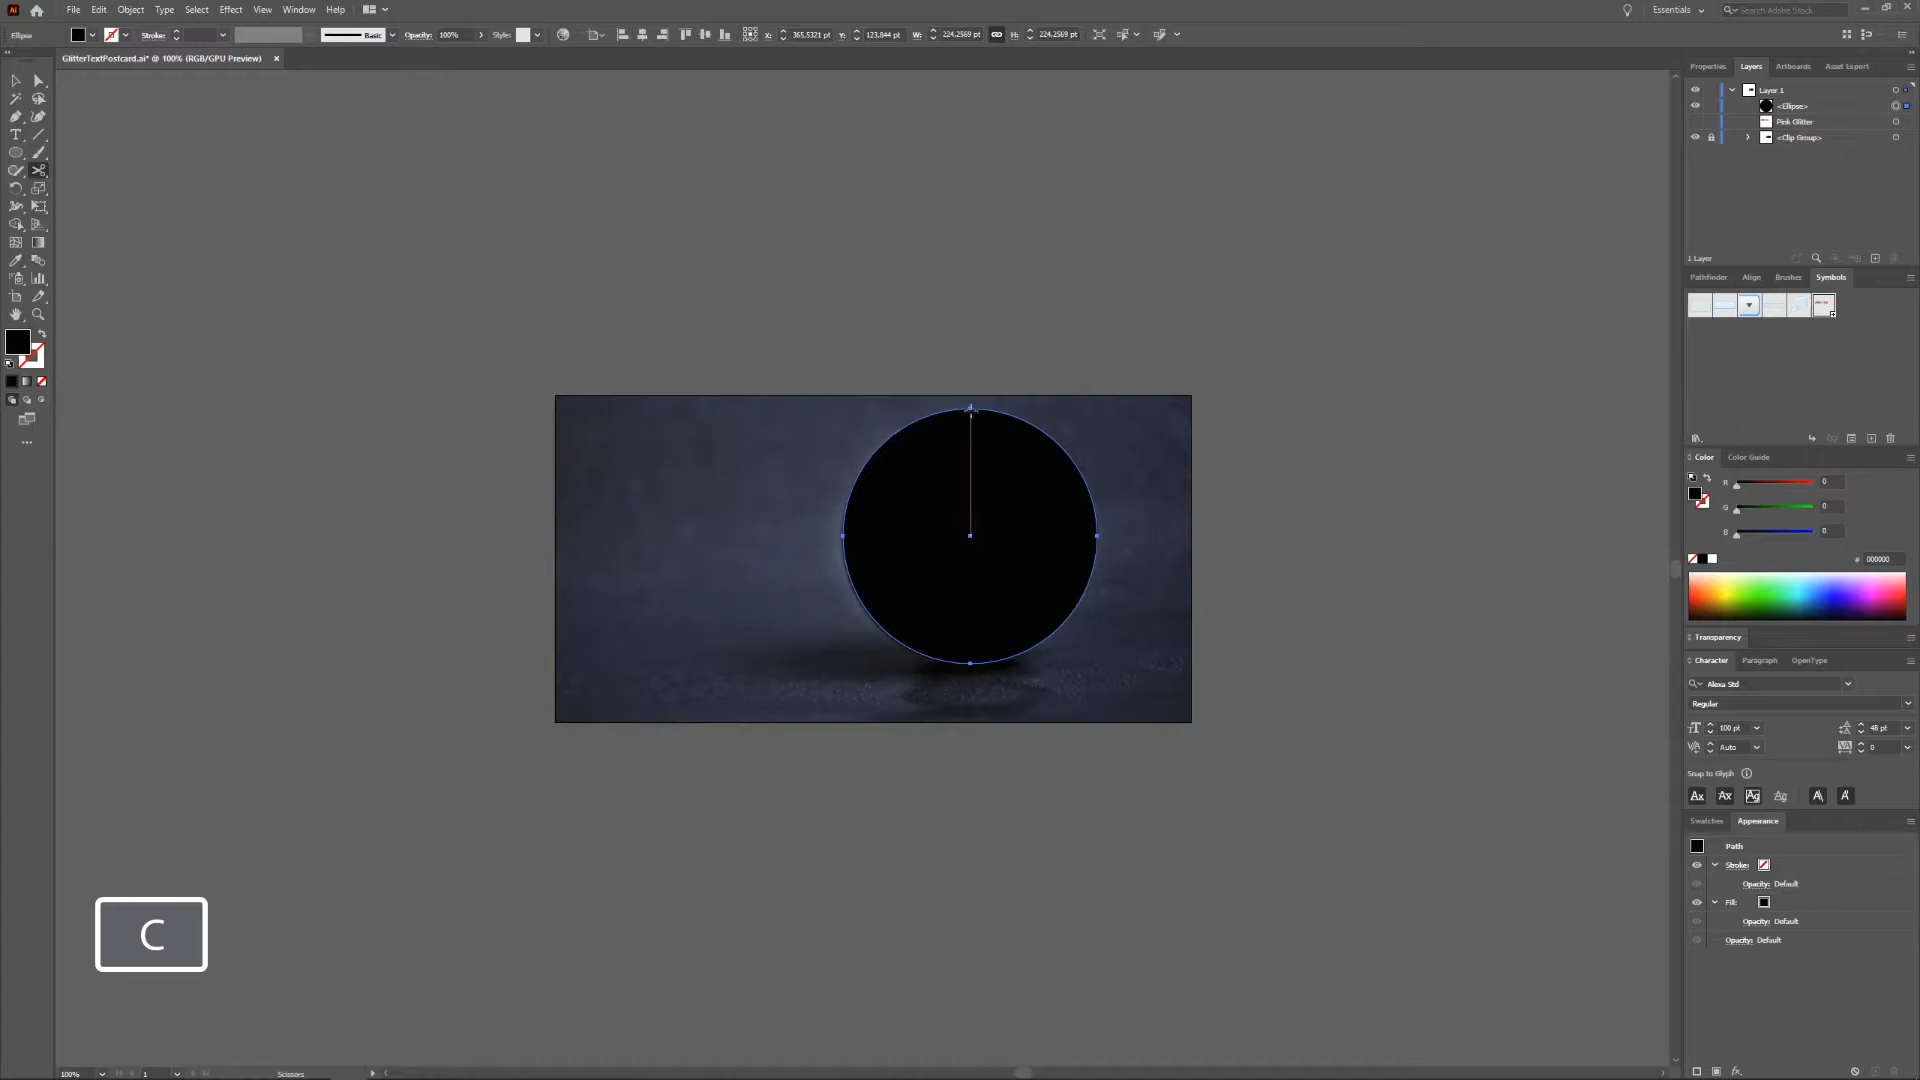 Ai File Edit Object Type Select Effect View Window Help Essentials Search Adobe Stock
Ellipse Stroke: Basic Opacity: 100% Style: X: 365,5321 pt Y: 123,844 pt W: 224,2569 pt H: 224,2569 pt
GlitterTextPostcard.ai* @ 100% (RGB/GPU Preview) ×
Properties Layers Artboards Asset Export
Layer 1
<Ellipse>
Pink Glitter
<Clip Group>
1 Layer
Pathfinder Align Brushes Symbols
Color Color Guide
R 0
G 0
B 0
# 000000
Transparency
Character Paragraph OpenType
Alexa Std
Regular
100 pt 48 pt
Auto 0
Snap to Glyph
Swatches Appearance
Path
Stroke:
Opacity: Default
Fill:
Opacity: Default
Opacity: Default
C
100% 1 Scissors